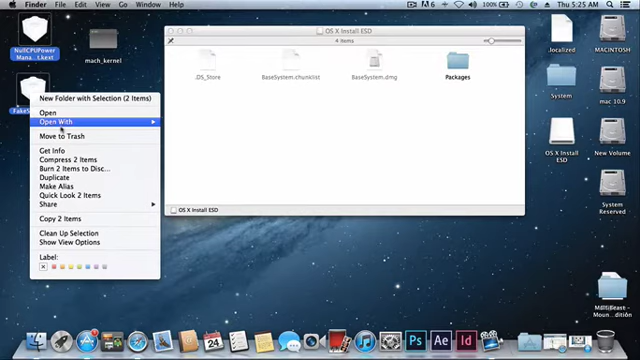 Finder File Edit View Go Window Help
6
100%
Thu 5:25 AM
NullCPUPower
Mana...t.kext
mach_kernel
New Folder with Selection (2 Items)
Open
Open With
Move to Trash
Get Info
Compress 2 Items
Burn 2 Items to Disc...
Duplicate
Make Alias
Quick Look 2 Items
Share
Copy 2 Items
Clean Up Selection
Show View Options
Label:
OS X Install ESD
4 items
.DS_Store
BaseSystem.chunklist
BaseSystem.dmg
Packages
OS X Install ESD
.localized
MACINTOSH
System
mac 10.9
OS X Install
ESD
New Volume
System
Reserved
MultiBeast -
Moun...dition
24
Ps
Ae
Id